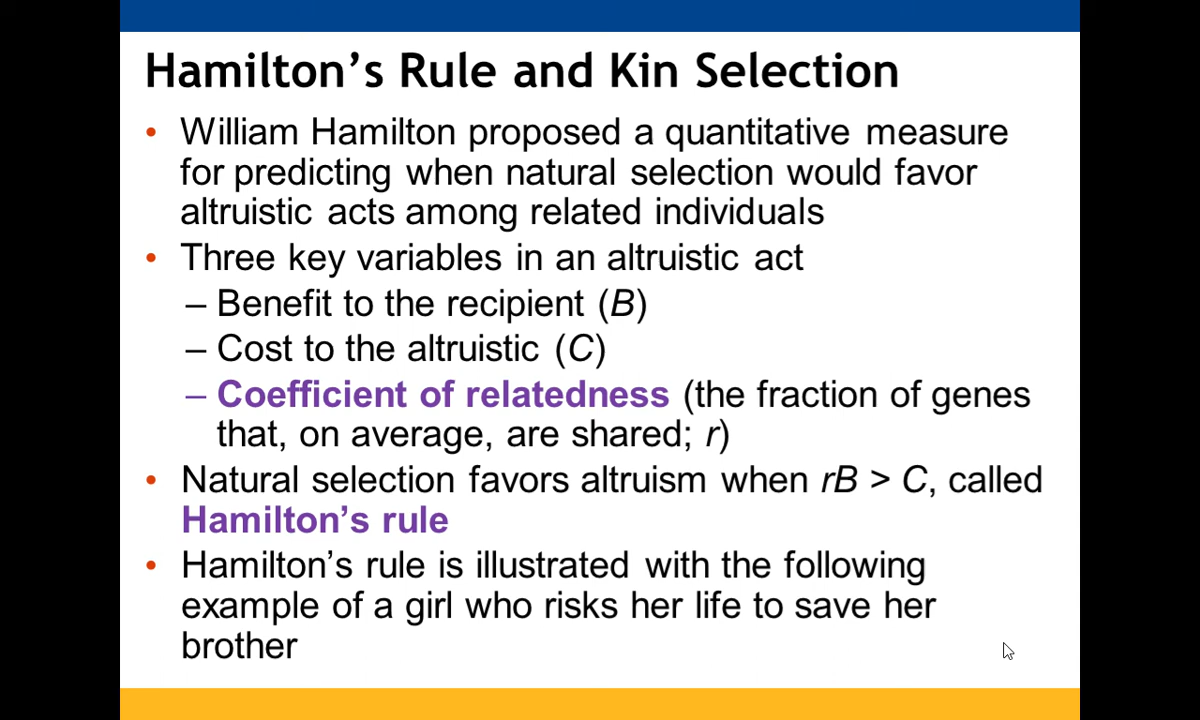 Hamilton’s Rule and Kin Selection
• William Hamilton proposed a quantitative measure
for predicting when natural selection would favor
altruistic acts among related individuals
• Three key variables in an altruistic act
– Benefit to the recipient (B)
– Cost to the altruistic (C)
– Coefficient of relatedness (the fraction of genes
that, on average, are shared; r)
• Natural selection favors altruism when rB > C, called
Hamilton’s rule
• Hamilton’s rule is illustrated with the following
example of a girl who risks her life to save her
brother